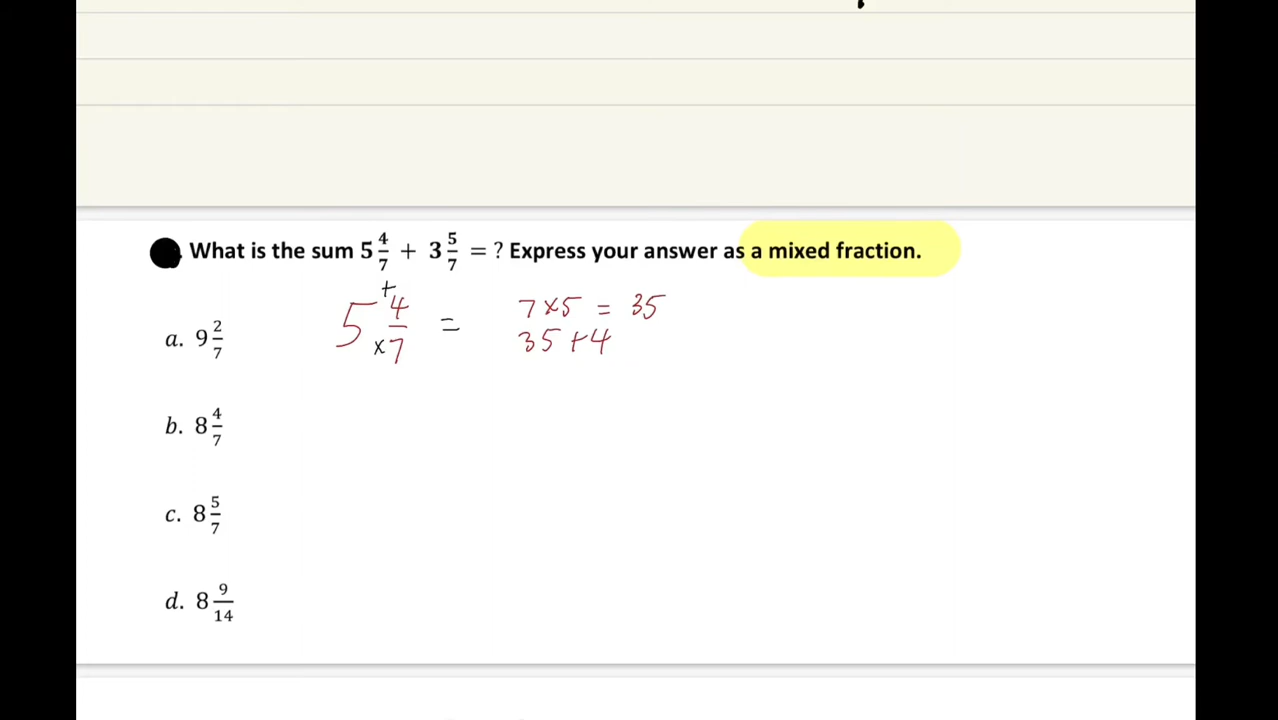 What is the sum 5 4/7 + 3 5/7 = ? Express your answer as a mixed fraction.
+
5 4/7 =
×
7 × 5 = 35
35 + 4
a. 9 2/7
b. 8 4/7
c. 8 5/7
d. 8 9/14